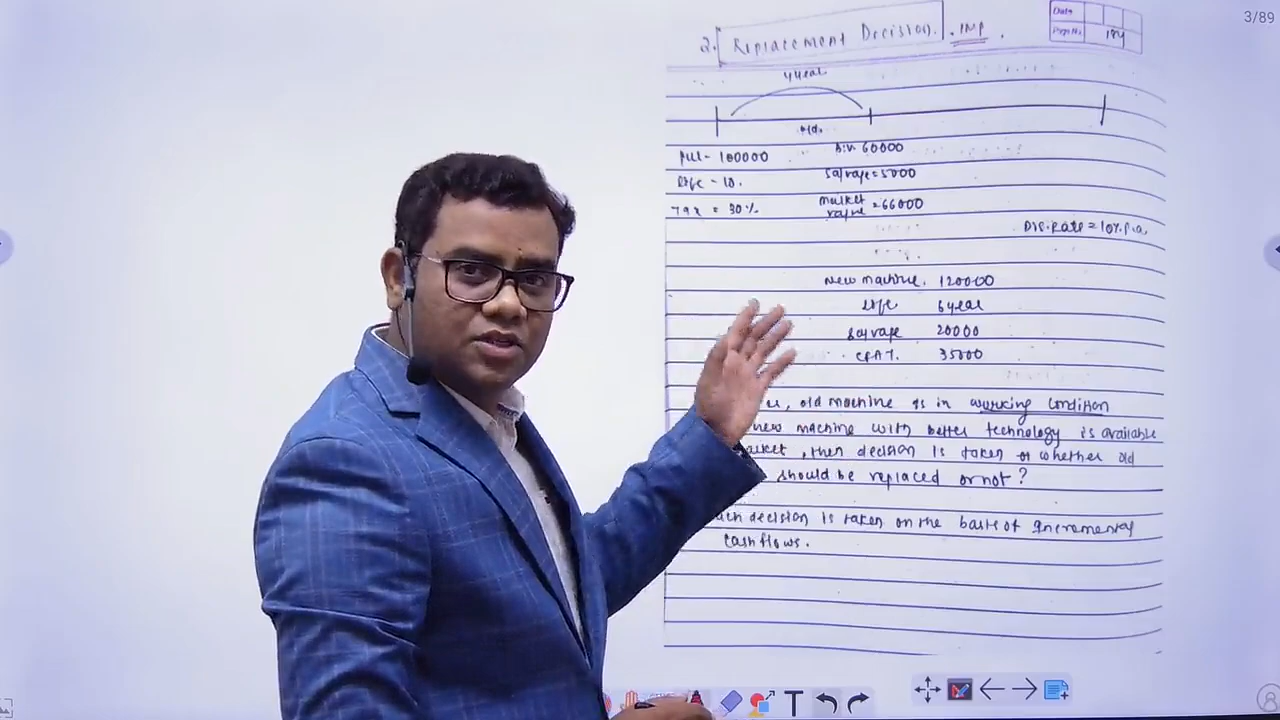 3/89
2. Replacement Decision. IMP.
Date
Page No. 184
4 year
old.
pur- 100000
B.V. 60000
life - 10.
Salvage = 5000
Tax = 30%
market value = 66000
Dis. Rate = 10% p.a.
New machine. 120000
life 6 year
Salvage 20000
CFAT. 35000
old machine is in working condition
new machine with better technology is available
then decision is taken whether old
should be replaced or not?
decision is taken on the basis of incremental
cash flows.
T